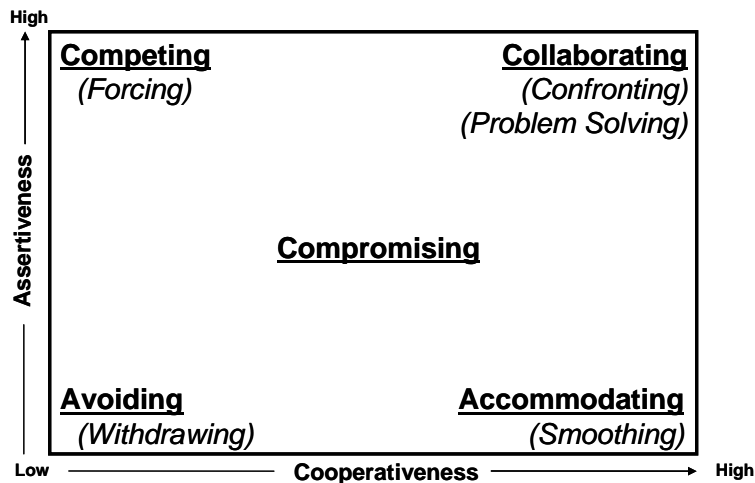 High
Competing
(Forcing)
Collaborating
(Confronting)
(Problem Solving)
Assertiveness
Compromising
Avoiding
(Withdrawing)
Accommodating
(Smoothing)
Low
Cooperativeness
High